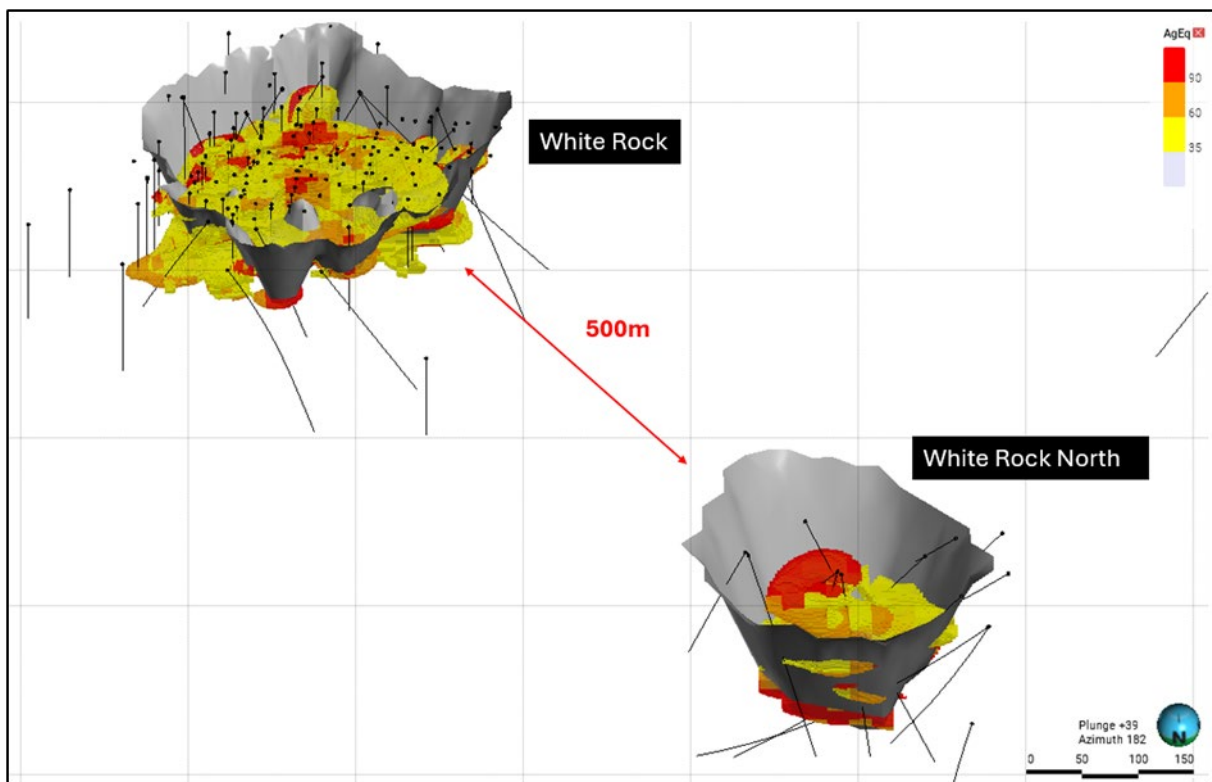 AgEq
90
60
35
White Rock
500m
White Rock North
Plunge +39
Azimuth 182
N
0 50 100 150